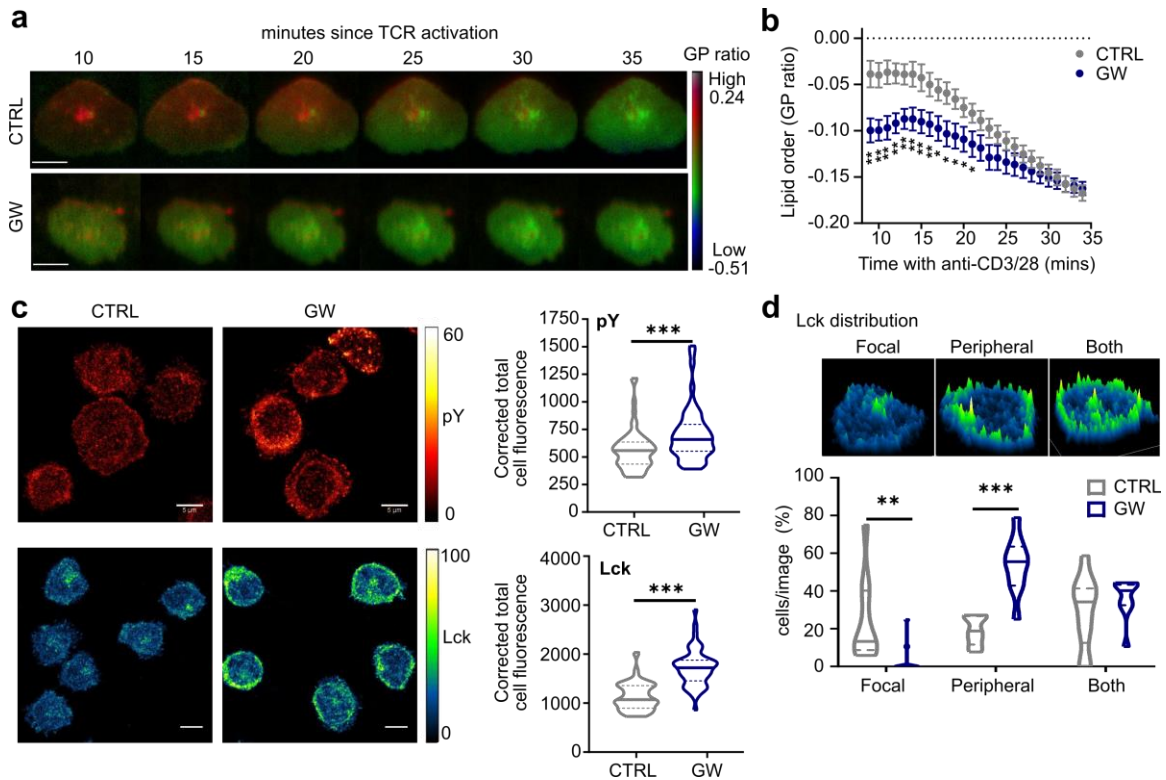 a
minutes since TCR activation
10 15 20 25 30 35
GP ratio
High
0.24
CTRL
GW
Low
-0.51
b
Lipid order (GP ratio)
0.00
-0.05
-0.10
-0.15
-0.20
CTRL
GW
** ** ** ** ** ** ** ** * * * * *
10 15 20 25 30 35
Time with anti-CD3/28 (mins)
c
CTRL GW
60
pY
0
5 µm 5 µm
100
Lck
0
pY
***
Corrected total
cell fluorescence
1750
1500
1250
1000
750
500
250
0
CTRL GW
Lck
***
Corrected total
cell fluorescence
4000
3000
2000
1000
0
CTRL GW
d
Lck distribution
Focal Peripheral Both
CTRL
GW
** ***
cells/image (%)
100
80
60
40
20
0
Focal Peripheral Both